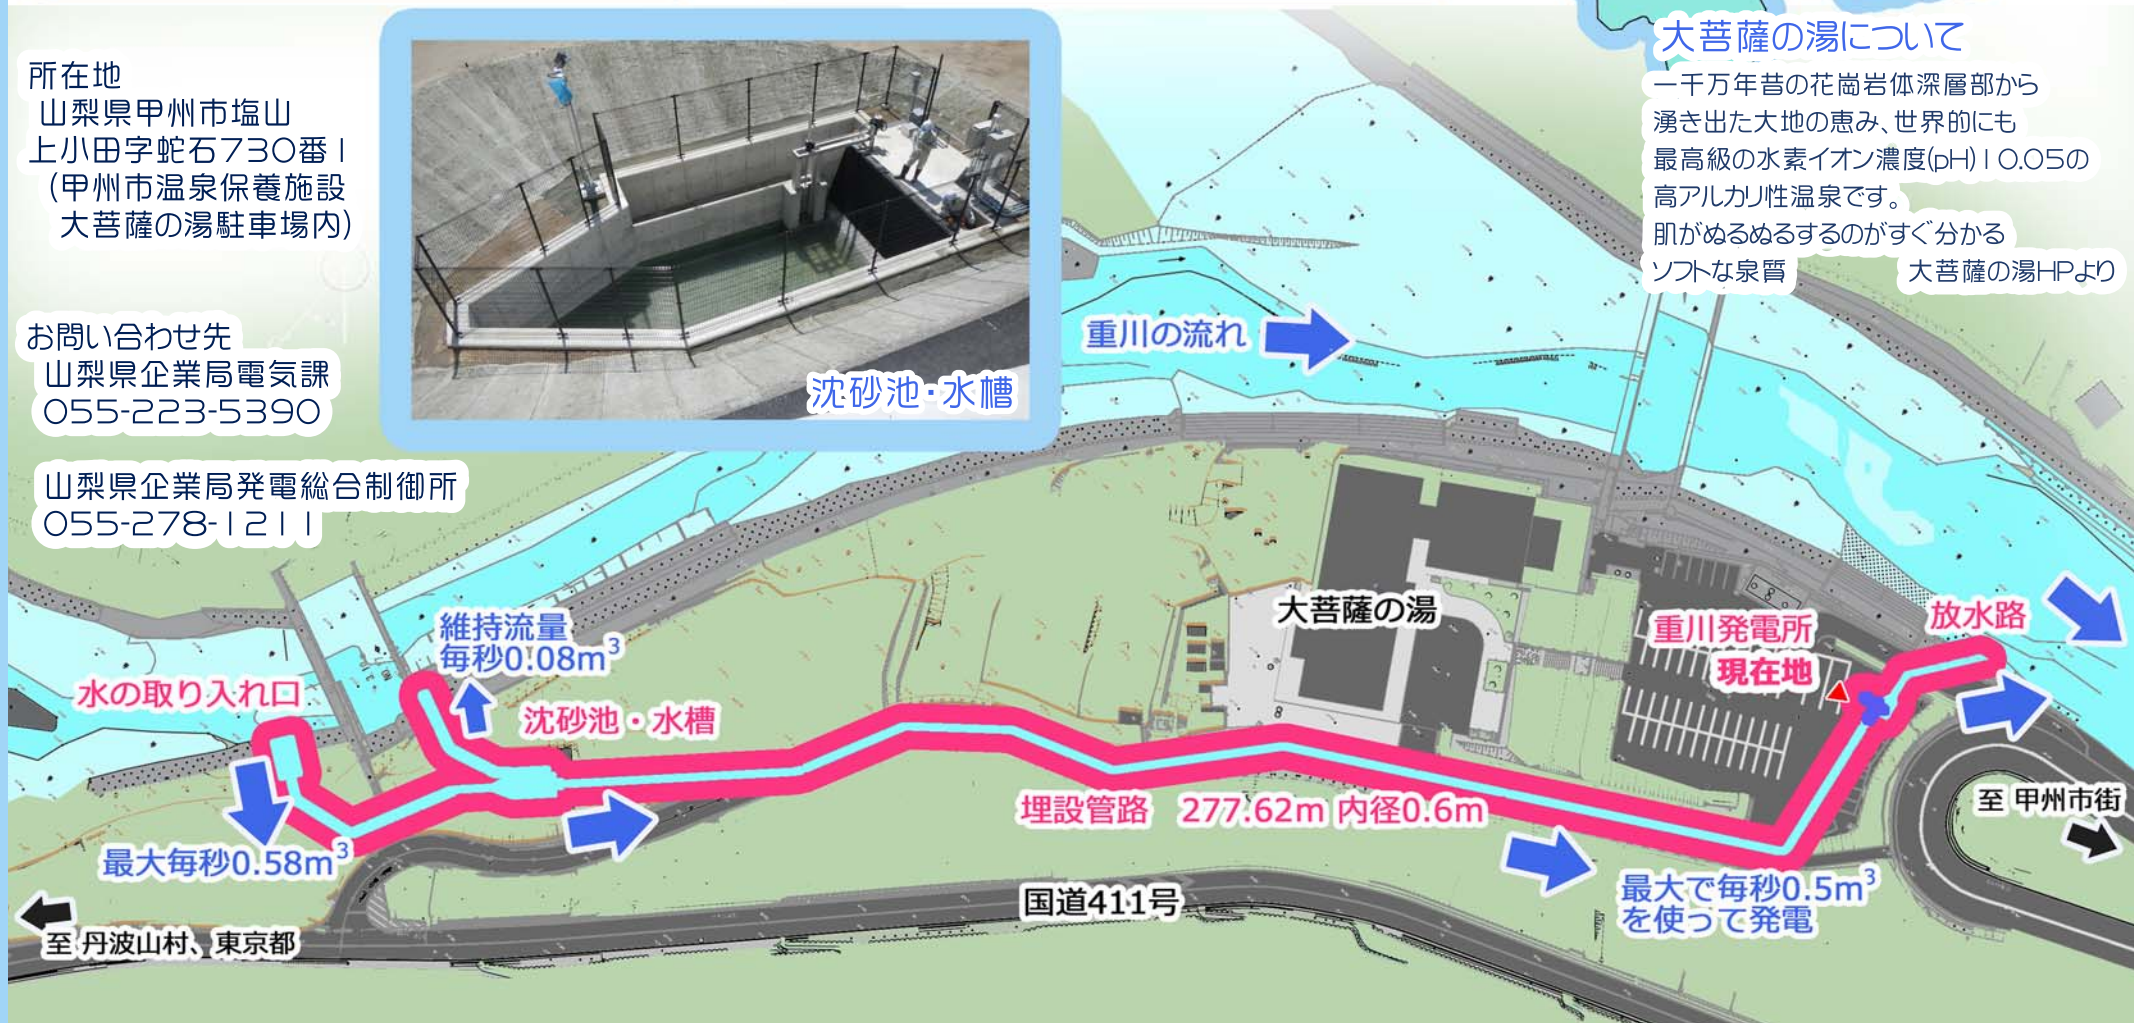 所在地
山梨県甲州市塩山
上小田字蛇石730番1
(甲州市温泉保養施設
大菩薩の湯駐車場内)
お問い合わせ先
山梨県企業局電気課
055-223-5390
山梨県企業局発電総合制御所
055-278-1211
沈砂池・水槽
大菩薩の湯について
一千万年昔の花崗岩体深層部から
湧き出た大地の恵み、世界的にも
最高級の水素イオン濃度(pH)10.05の
高アルカリ性温泉です。
肌がぬるぬるするのがすぐ分かる
ソフトな泉質 大菩薩の湯HPより
重川の流れ
維持流量
毎秒0.08m³
水の取り入れ口
沈砂池・水槽
最大毎秒0.58m³
大菩薩の湯
重川発電所
現在地
放水路
埋設管路 277.62m 内径0.6m
至 甲州市街
国道411号
最大で毎秒0.5m³
を使って発電
至 丹波山村、東京都